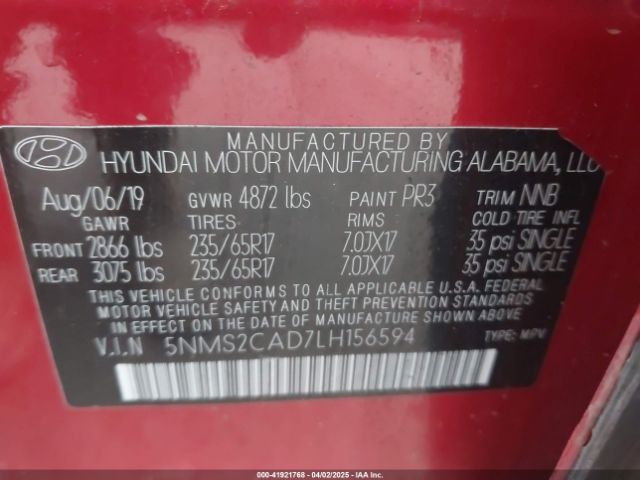 MANUFACTURED BY
HYUNDAI MOTOR MANUFACTURING ALABAMA, LLC
Aug/06/19 GVWR 4872 lbs PAINT PR3 TRIM NNB
GAWR TIRES RIMS COLD TIRE INFL
FRONT 2866 lbs 235/65R17 7.0JX17 35 psi SINGLE
REAR 3075 lbs 235/65R17 7.0JX17 35 psi SINGLE
THIS VEHICLE CONFORMS TO ALL APPLICABLE U.S.A. FEDERAL
MOTOR VEHICLE SAFETY AND THEFT PREVENTION STANDARDS
IN EFFECT ON THE DATE OF MANUFACTURE SHOWN ABOVE.
V.I.N 5NMS2CAD7LH156594 TYPE: MPV
000-41921768 04/02/2025 IAA Inc.